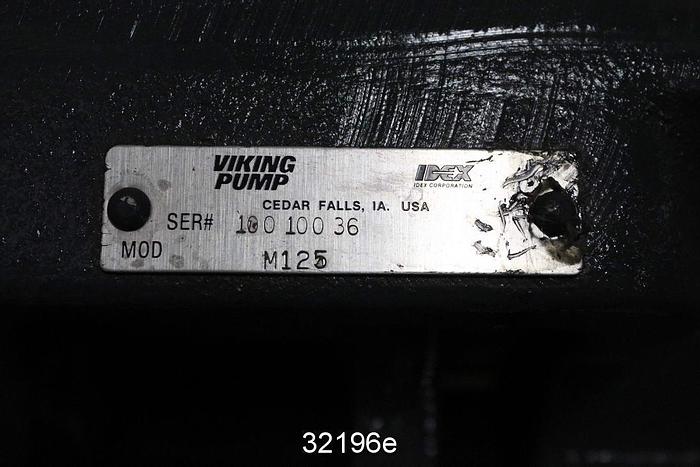 VIKING
PUMP
IDEX
IDEX CORPORATION
CEDAR FALLS, IA. USA
SER# 100 100 36
MOD M125
32196e